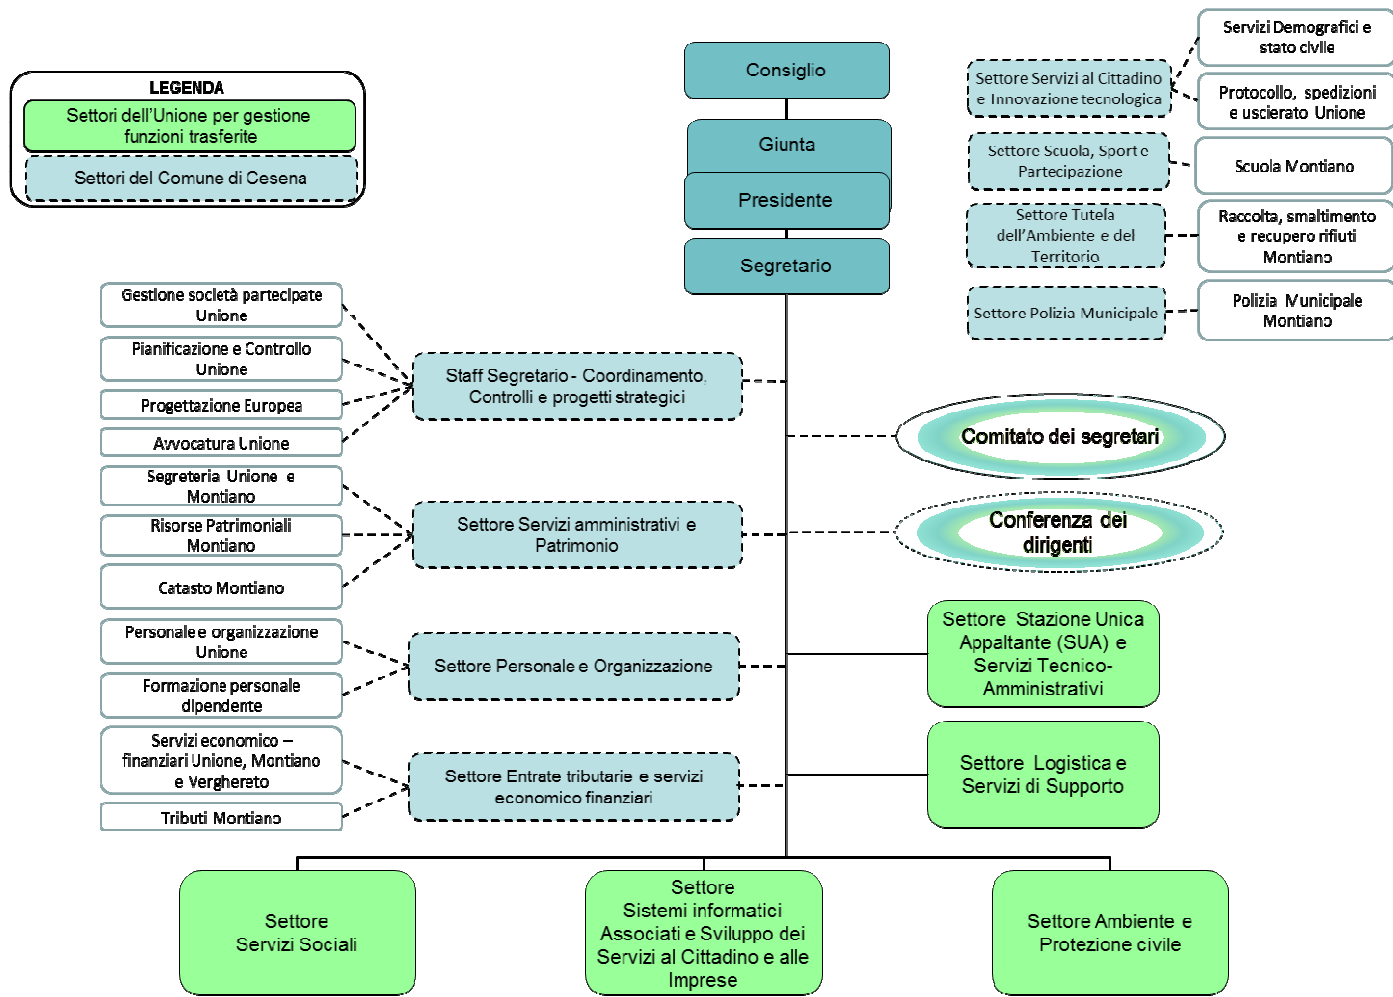 LEGENDA
Settori dell'Unione per gestione
funzioni trasferite
Settori del Comune di Cesena
Consiglio
Giunta
Presidente
Segretario
Settore Servizi al Cittadino
e Innovazione tecnologica
Servizi Demografici e
stato civile
Protocollo, spedizioni
e uscierato Unione
Settore Scuola, Sport e
Partecipazione
Scuola Montiano
Settore Tutela
dell'Ambiente e del
Territorio
Raccolta, smaltimento
e recupero rifiuti
Montiano
Settore Polizia Municipale
Polizia Municipale
Montiano
Gestione società partecipate
Unione
Pianificazione e Controllo
Unione
Progettazione Europea
Avvocatura Unione
Staff Segretario - Coordinamento,
Controlli e progetti strategici
Segreteria Unione e
Montiano
Risorse Patrimoniali
Montiano
Catasto Montiano
Settore Servizi amministrativi e
Patrimonio
Personale e organizzazione
Unione
Formazione personale
dipendente
Settore Personale e Organizzazione
Servizi economico –
finanziari Unione, Montiano
e Verghereto
Tributi Montiano
Settore Entrate tributarie e servizi
economico finanziari
Comitato dei segretari
Conferenza dei
dirigenti
Settore Stazione Unica
Appaltante (SUA) e
Servizi Tecnico-
Amministrativi
Settore Logistica e
Servizi di Supporto
Settore
Servizi Sociali
Settore
Sistemi informatici
Associati e Sviluppo dei
Servizi al Cittadino e alle
Imprese
Settore Ambiente e
Protezione civile